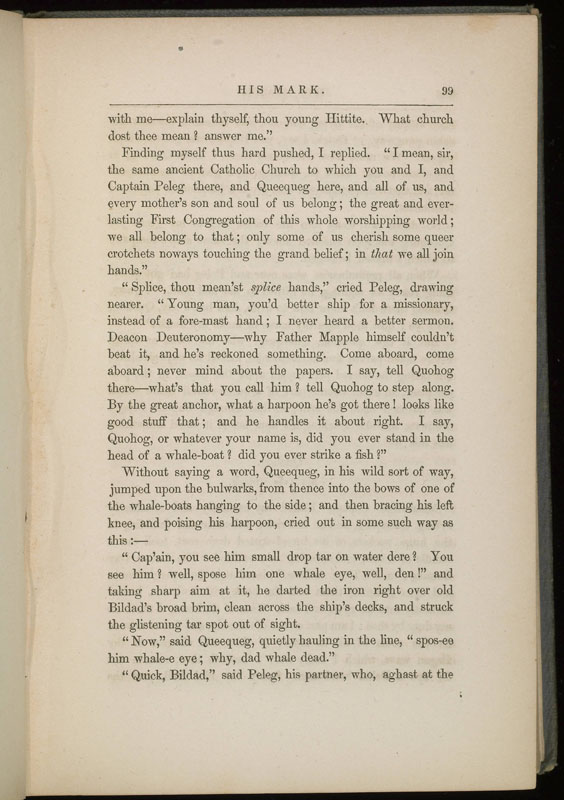 HIS MARK. 99
with me—explain thyself, thou young Hittite. What church
dost thee mean? answer me.”
Finding myself thus hard pushed, I replied. “I mean, sir,
the same ancient Catholic Church to which you and I, and
Captain Peleg there, and Queequeg here, and all of us, and
every mother’s son and soul of us belong; the great and ever-
lasting First Congregation of this whole worshipping world;
we all belong to that; only some of us cherish some queer
crotchets noways touching the grand belief; in that we all join
hands.”
“Splice, thou mean’st splice hands,” cried Peleg, drawing
nearer. “Young man, you’d better ship for a missionary,
instead of a fore-mast hand; I never heard a better sermon.
Deacon Deuteronomy—why Father Mapple himself couldn’t
beat it, and he’s reckoned something. Come aboard, come
aboard; never mind about the papers. I say, tell Quohog
there—what’s that you call him? tell Quohog to step along.
By the great anchor, what a harpoon he’s got there! looks like
good stuff that; and he handles it about right. I say,
Quohog, or whatever your name is, did you ever stand in the
head of a whale-boat? did you ever strike a fish?”
Without saying a word, Queequeg, in his wild sort of way,
jumped upon the bulwarks, from thence into the bows of one of
the whale-boats hanging to the side; and then bracing his left
knee, and poising his harpoon, cried out in some such way as
this:—
“Cap’ain, you see him small drop tar on water dere? You
see him? well, spose him one whale eye, well, den!” and
taking sharp aim at it, he darted the iron right over old
Bildad’s broad brim, clean across the ship’s decks, and struck
the glistening tar spot out of sight.
“Now,” said Queequeg, quietly hauling in the line, “spos-ee
him whale-e eye; why, dad whale dead.”
“Quick, Bildad,” said Peleg, his partner, who, aghast at the